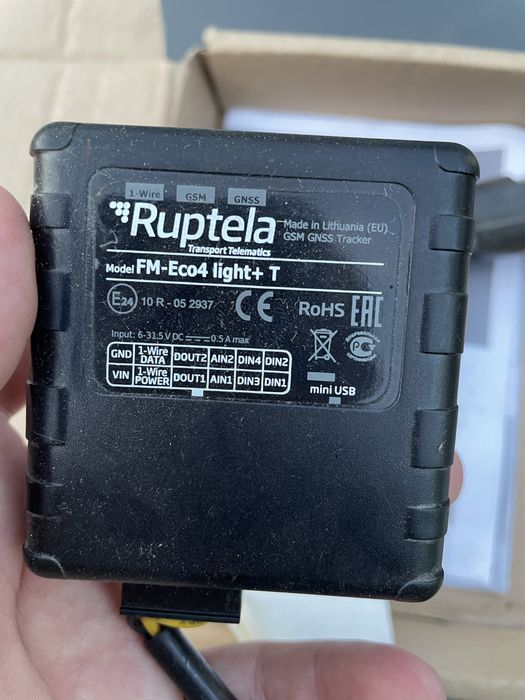 1-Wire GSM GNSS
Ruptela
Transport Telematics
Made in Lithuania (EU)
GSM GNSS Tracker
Model FM-Eco4 light+ T
E24 10 R - 05 2937 CE RoHS EAC
Input: 6-31.5 V DC 0.5 A max
GND 1-Wire DATA DOUT2 AIN2 DIN4 DIN2
VIN 1-Wire POWER DOUT1 AIN1 DIN3 DIN1
mini USB